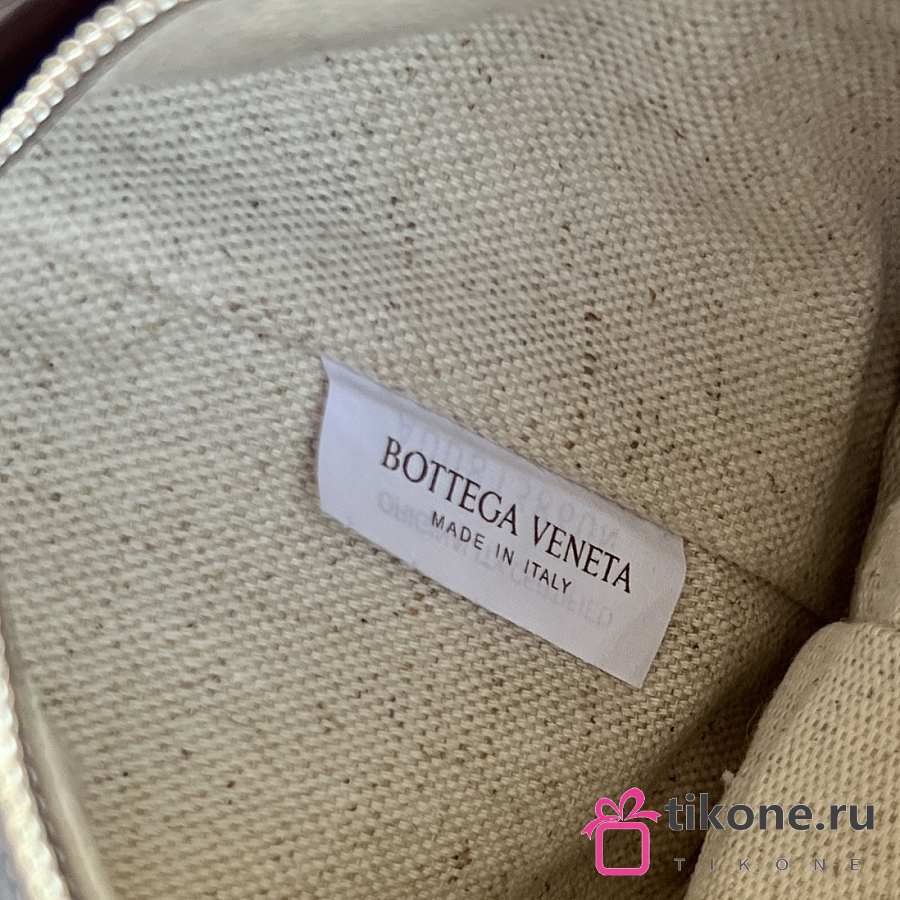 BOTTEGA VENETA
MADE IN ITALY
tikone.ru
TIKONE